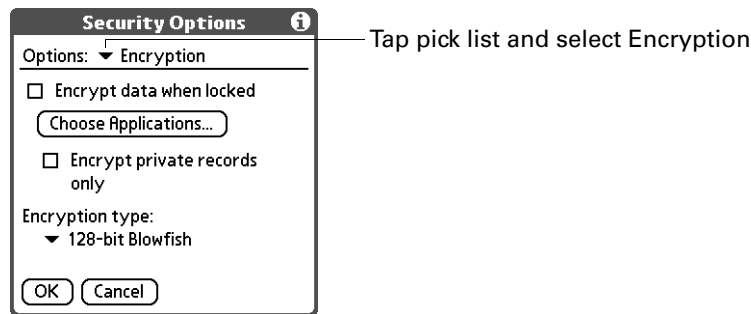 Security Options
Options: Encryption
Tap pick list and select Encryption
Encrypt data when locked
Choose Applications...
Encrypt private records
only
Encryption type:
128-bit Blowfish
OK Cancel